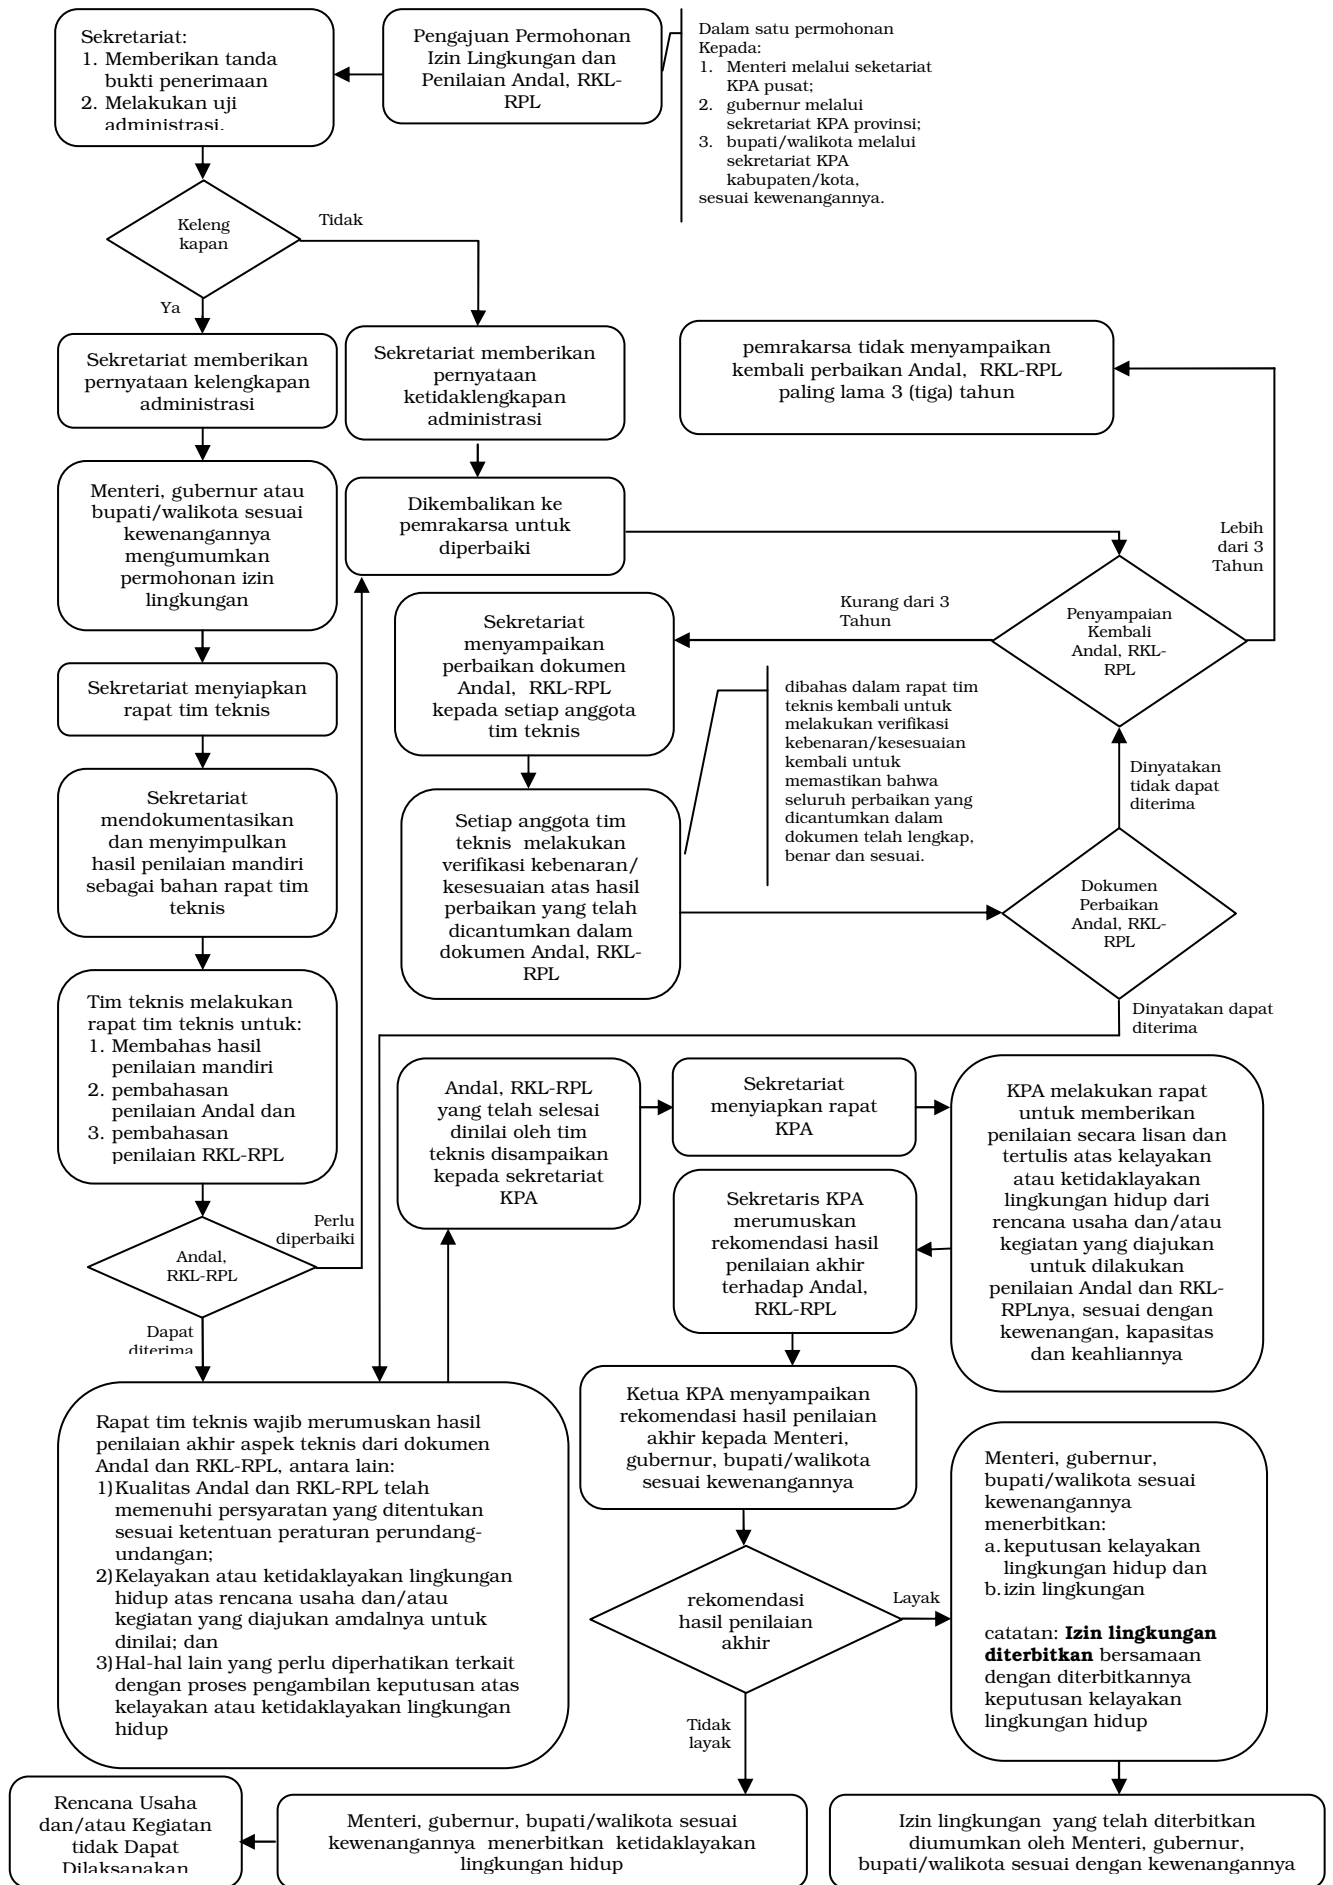 Sekretariat:
1. Memberikan tanda
bukti penerimaan
2. Melakukan uji
administrasi.
Pengajuan Permohonan
Izin Lingkungan dan
Penilaian Andal, RKL-
RPL
Dalam satu permohonan
Kepada:
1. Menteri melalui seketariat
KPA pusat;
2. gubernur melalui
sekretariat KPA provinsi;
3. bupati/walikota melalui
sekretariat KPA
kabupaten/kota,
sesuai kewenangannya.
Keleng
kapan
Tidak
Ya
Sekretariat memberikan
pernyataan kelengkapan
administrasi
Sekretariat memberikan
pernyataan
ketidaklengkapan
administrasi
pemrakarsa tidak menyampaikan
kembali perbaikan Andal, RKL-RPL
paling lama 3 (tiga) tahun
Menteri, gubernur atau
bupati/walikota sesuai
kewenangannya
mengumumkan
permohonan izin
lingkungan
Dikembalikan ke
pemrakarsa untuk
diperbaiki
Lebih
dari 3
Tahun
Kurang dari 3
Tahun
Penyampaian
Kembali
Andal, RKL-
RPL
Sekretariat
menyampaikan
perbaikan dokumen
Andal, RKL-RPL
kepada setiap anggota
tim teknis
Sekretariat menyiapkan
rapat tim teknis
dibahas dalam rapat tim
teknis kembali untuk
melakukan verifikasi
kebenaran/kesesuaian
kembali untuk
memastikan bahwa
seluruh perbaikan yang
dicantumkan dalam
dokumen telah lengkap,
benar dan sesuai.
Dinyatakan
tidak dapat
diterima
Sekretariat
mendokumentasikan
dan menyimpulkan
hasil penilaian mandiri
sebagai bahan rapat tim
teknis
Setiap anggota tim
teknis melakukan
verifikasi kebenaran/
kesesuaian atas hasil
perbaikan yang telah
dicantumkan dalam
dokumen Andal, RKL-
RPL
Dokumen
Perbaikan
Andal, RKL-
RPL
Dinyatakan dapat
diterima
Tim teknis melakukan
rapat tim teknis untuk:
1. Membahas hasil
penilaian mandiri
2. pembahasan
penilaian Andal dan
3. pembahasan
penilaian RKL-RPL
Andal, RKL-RPL
yang telah selesai
dinilai oleh tim
teknis disampaikan
kepada sekretariat
KPA
Sekretariat
menyiapkan rapat
KPA
KPA melakukan rapat
untuk memberikan
penilaian secara lisan dan
tertulis atas kelayakan
atau ketidaklayakan
lingkungan hidup dari
rencana usaha dan/atau
kegiatan yang diajukan
untuk dilakukan
penilaian Andal dan RKL-
RPLnya, sesuai dengan
kewenangan, kapasitas
dan keahliannya
Sekretaris KPA
merumuskan
rekomendasi hasil
penilaian akhir
terhadap Andal,
RKL-RPL
Perlu
diperbaiki
Andal,
RKL-RPL
Dapat
diterima
Rapat tim teknis wajib merumuskan hasil
penilaian akhir aspek teknis dari dokumen
Andal dan RKL-RPL, antara lain:
1)Kualitas Andal dan RKL-RPL telah
memenuhi persyaratan yang ditentukan
sesuai ketentuan peraturan perundang-
undangan;
2)Kelayakan atau ketidaklayakan lingkungan
hidup atas rencana usaha dan/atau
kegiatan yang diajukan amdalnya untuk
dinilai; dan
3)Hal-hal lain yang perlu diperhatikan terkait
dengan proses pengambilan keputusan atas
kelayakan atau ketidaklayakan lingkungan
hidup
Ketua KPA menyampaikan
rekomendasi hasil penilaian
akhir kepada Menteri,
gubernur, bupati/walikota
sesuai kewenangannya
Menteri, gubernur,
bupati/walikota sesuai
kewenangannya
menerbitkan:
a. keputusan kelayakan
lingkungan hidup dan
b. izin lingkungan
catatan: Izin lingkungan
diterbitkan bersamaan
dengan diterbitkannya
keputusan kelayakan
lingkungan hidup
rekomendasi
hasil penilaian
akhir
Layak
Tidak
layak
Rencana Usaha
dan/atau Kegiatan
tidak Dapat
Dilaksanakan
Menteri, gubernur, bupati/walikota sesuai
kewenangannya menerbitkan ketidaklayakan
lingkungan hidup
Izin lingkungan yang telah diterbitkan
diumumkan oleh Menteri, gubernur,
bupati/walikota sesuai dengan kewenangannya